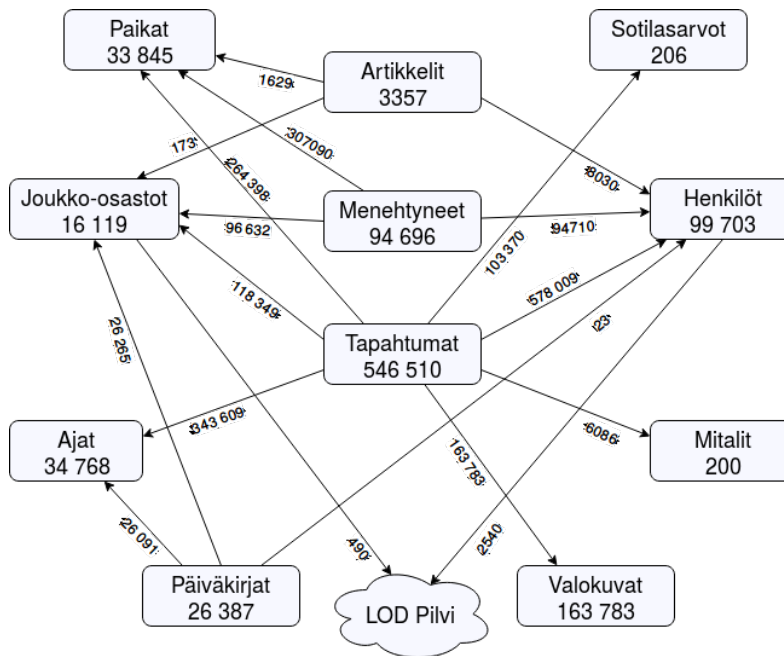 Paikat
33 845
Sotilasarvot
206
Artikkelit
3357
1629
307090
173
264 398
8030
Joukko-osastot
16 119
Menehtyneet
94 696
Henkilöt
99 703
96 632
94710
103 370
118 349
578 009
23
26 265
Tapahtumat
546 510
343 609
6086
Ajat
34 768
Mitalit
200
163 783
26 091
490
2540
Päiväkirjat
26 387
LOD Pilvi
Valokuvat
163 783